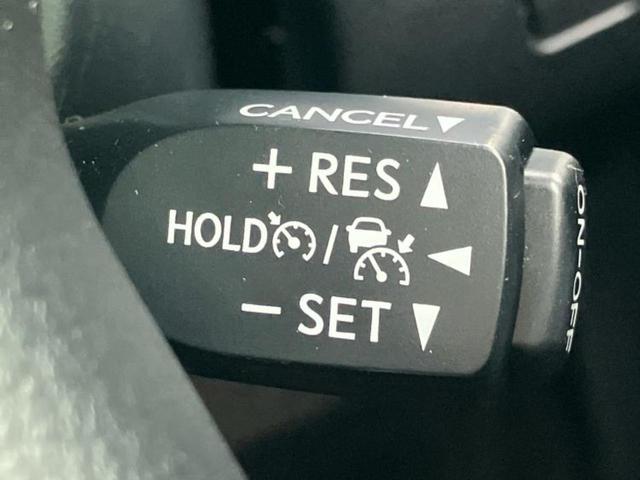 CANCEL ▼
+ RES ▲
HOLD / ◀
− SET ▼
ON-OFF